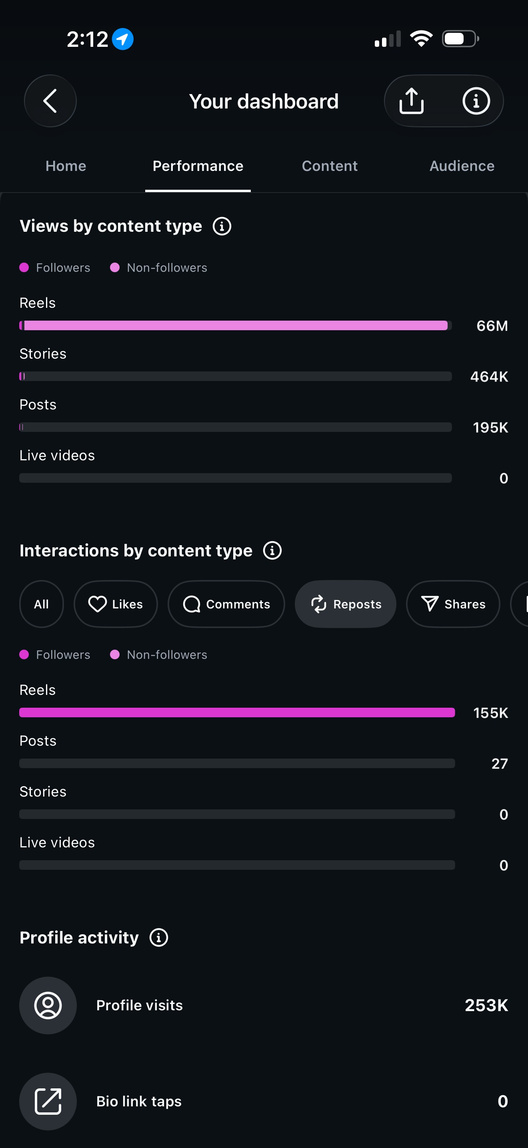 2:12
Your dashboard
Home Performance Content Audience
Views by content type
Followers Non-followers
Reels
66M
Stories
464K
Posts
195K
Live videos
0
Interactions by content type
All Likes Comments Reposts Shares
Followers Non-followers
Reels
155K
Posts
27
Stories
0
Live videos
0
Profile activity
Profile visits 253K
Bio link taps 0